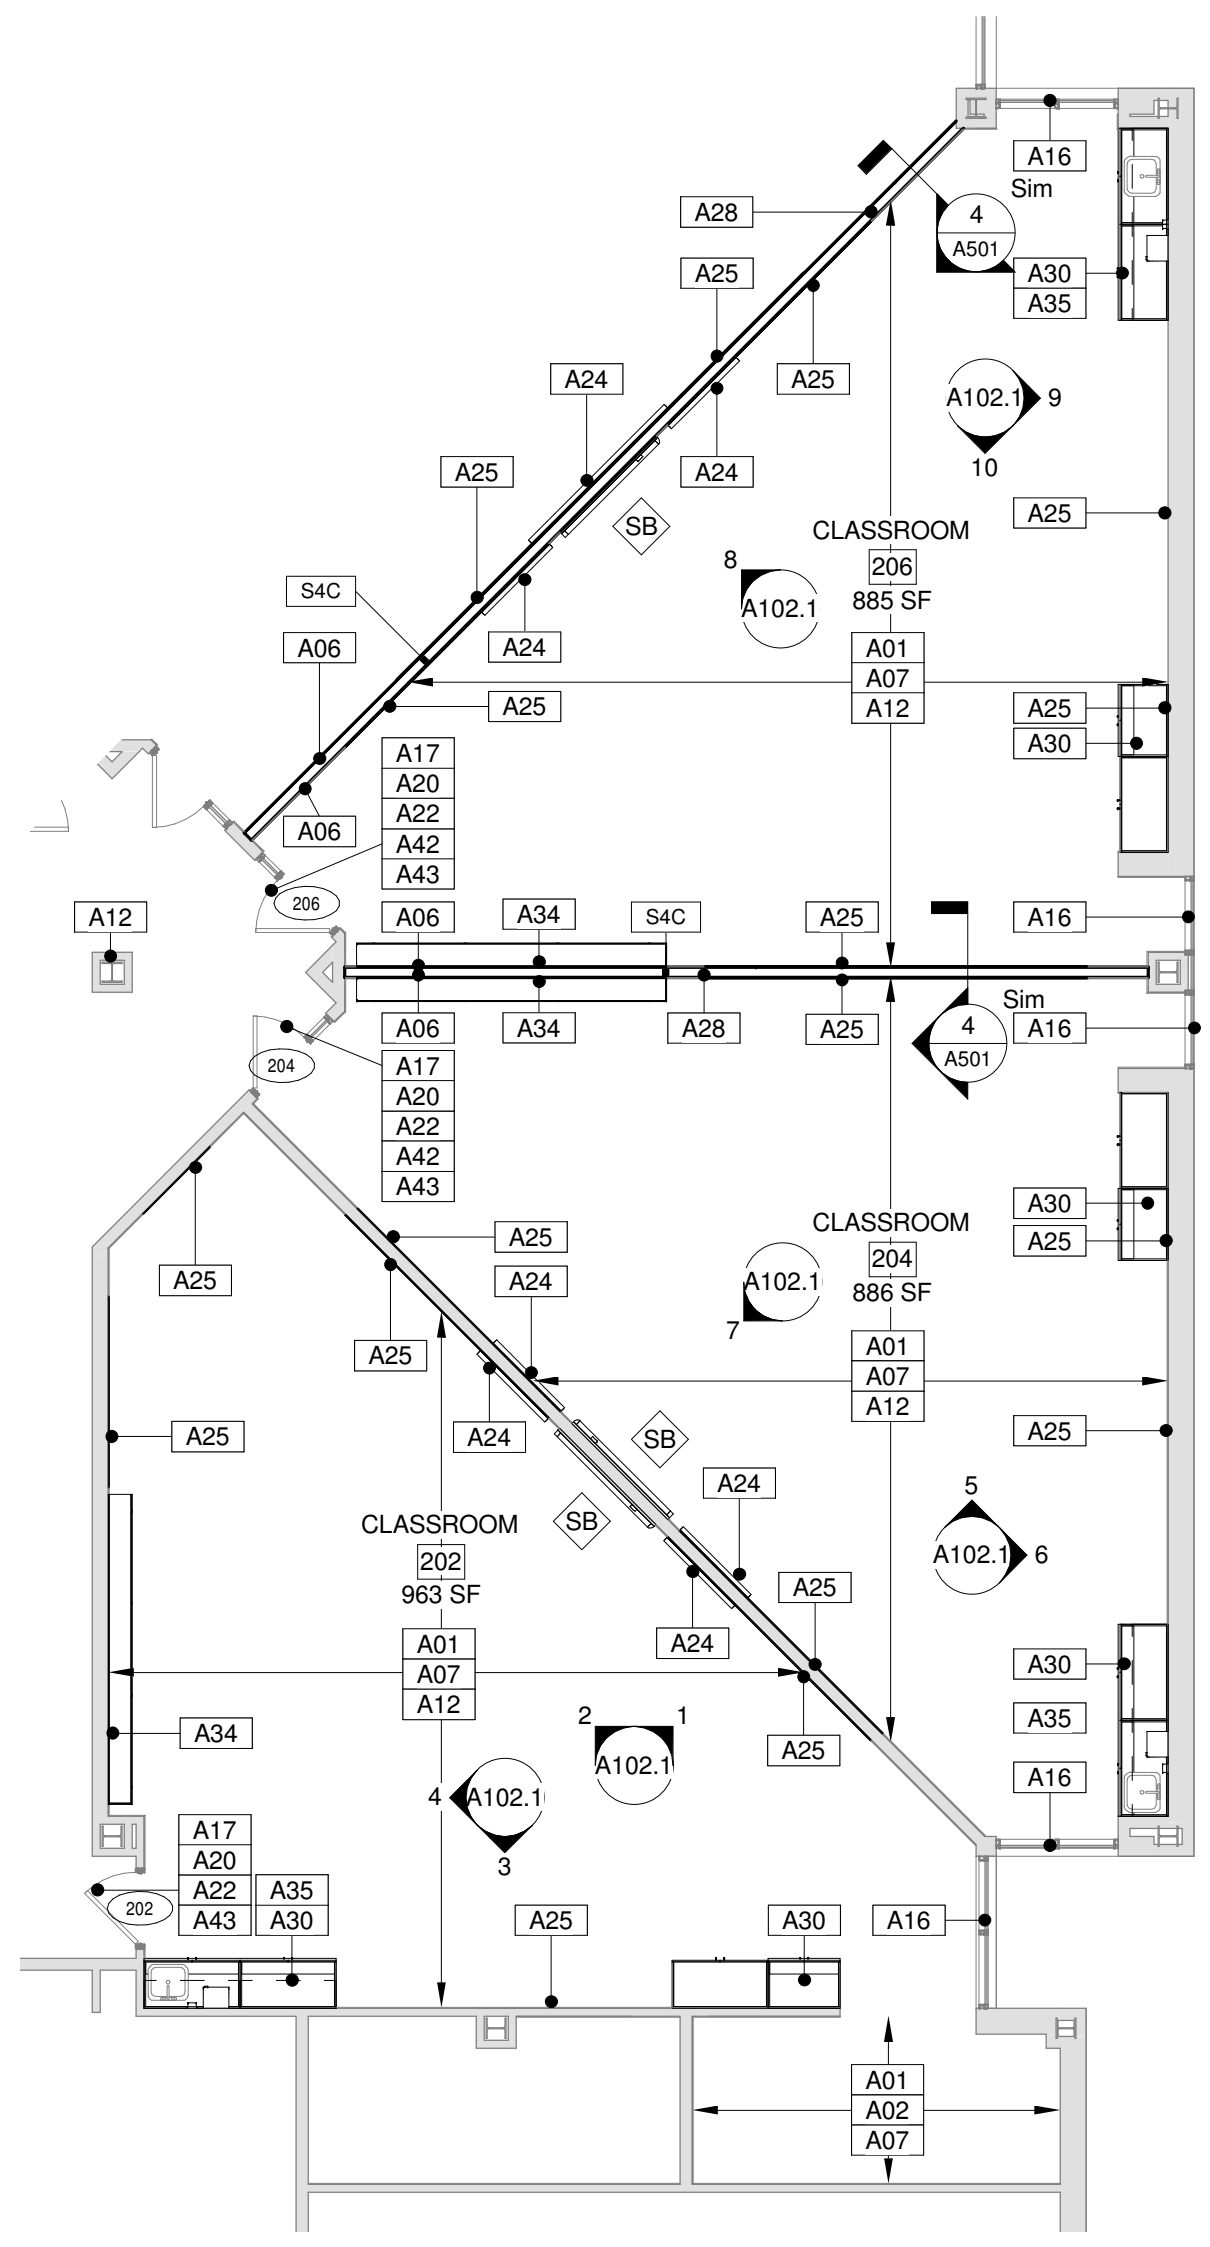 A16
Sim
A28
4
A501
A25
A30
A35
A24
A25
A102.1
9
10
A25
A24
A25
SB
CLASSROOM
206
885 SF
8
A102.1
S4C
A24
A06
A01
A07
A12
A25
A25
A30
A17
A20
A22
A42
A43
A06
206
A12
A06
A34
S4C
A25
A16
Sim
A06
A34
A28
4
A501
A16
204
A17
A20
A22
A42
A43
A30
A25
A25
A25
A24
CLASSROOM
204
886 SF
A102.1
7
A25
A01
A07
A12
A25
A24
A25
SB
A24
SB
5
A102.1
6
CLASSROOM
202
963 SF
A25
A24
A01
A07
A12
A30
A35
A34
2
1
A102.1
A25
A16
4
A102.1
3
A17
A20
A22
A43
202
A35
A30
A25
A30
A16
A01
A02
A07